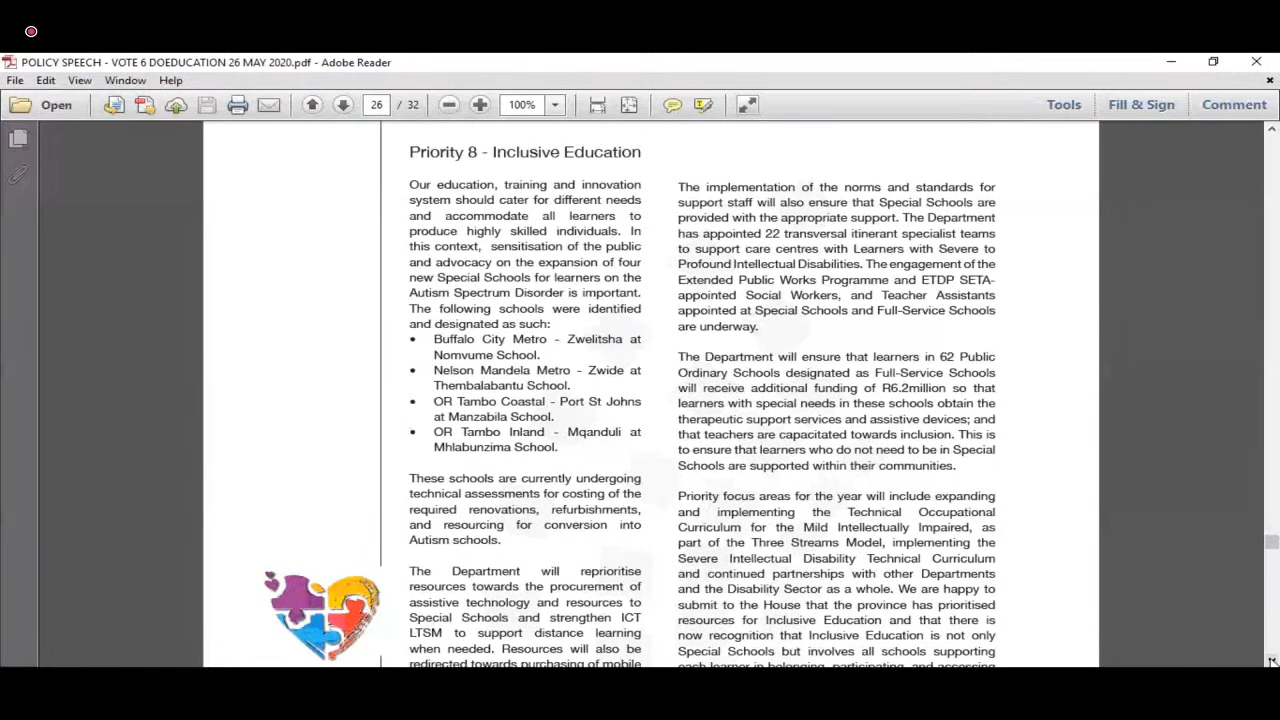 POLICY SPEECH - VOTE 6 DOEDUCATION 26 MAY 2020.pdf - Adobe Reader
File Edit View Window Help
Open 26 / 32 100% Tools Fill & Sign Comment
Priority 8 - Inclusive Education
Our education, training and innovation
system should cater for different needs
and accommodate all learners to
produce highly skilled individuals. In
this context, sensitisation of the public
and advocacy on the expansion of four
new Special Schools for learners on the
Autism Spectrum Disorder is important.
The following schools were identified
and designated as such:
• Buffalo City Metro - Zwelitsha at
Nomvume School.
• Nelson Mandela Metro - Zwide at
Thembalabantu School.
• OR Tambo Coastal - Port St Johns
at Manzabila School.
• OR Tambo Inland - Mqanduli at
Mhlabunzima School.
These schools are currently undergoing
technical assessments for costing of the
required renovations, refurbishments,
and resourcing for conversion into
Autism schools.
The Department will reprioritise
resources towards the procurement of
assistive technology and resources to
Special Schools and strengthen ICT
LTSM to support distance learning
when needed. Resources will also be
redirected towards purchasing of mobile
The implementation of the norms and standards for
support staff will also ensure that Special Schools are
provided with the appropriate support. The Department
has appointed 22 transversal itinerant specialist teams
to support care centres with Learners with Severe to
Profound Intellectual Disabilities. The engagement of the
Extended Public Works Programme and ETDP SETA-
appointed Social Workers, and Teacher Assistants
appointed at Special Schools and Full-Service Schools
are underway.
The Department will ensure that learners in 62 Public
Ordinary Schools designated as Full-Service Schools
will receive additional funding of R6.2million so that
learners with special needs in these schools obtain the
therapeutic support services and assistive devices; and
that teachers are capacitated towards inclusion. This is
to ensure that learners who do not need to be in Special
Schools are supported within their communities.
Priority focus areas for the year will include expanding
and implementing the Technical Occupational
Curriculum for the Mild Intellectually Impaired, as
part of the Three Streams Model, implementing the
Severe Intellectual Disability Technical Curriculum
and continued partnerships with other Departments
and the Disability Sector as a whole. We are happy to
submit to the House that the province has prioritised
resources for Inclusive Education and that there is
now recognition that Inclusive Education is not only
Special Schools but involves all schools supporting
each learner in belonging, participating, and accessing